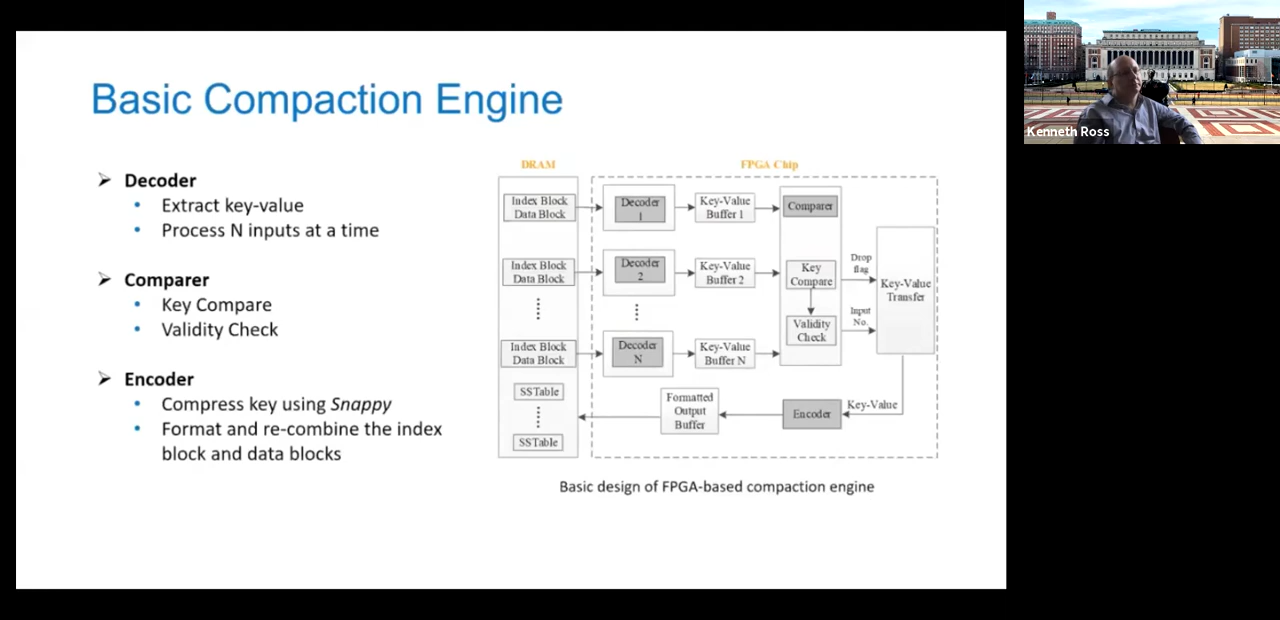 Basic Compaction Engine
➢ Decoder
• Extract key-value
• Process N inputs at a time
➢ Comparer
• Key Compare
• Validity Check
➢ Encoder
• Compress key using Snappy
• Format and re-combine the index
block and data blocks
DRAM
FPGA Chip
Index Block
Data Block
Decoder
1
Key-Value
Buffer 1
Comparer
Index Block
Data Block
Decoder
2
Key-Value
Buffer 2
Key
Compare
Drop
flag
Key-Value
Transfer
Validity
Check
Input
No.
Index Block
Data Block
Decoder
N
Key-Value
Buffer N
SSTable
SSTable
Formatted
Output
Buffer
Encoder
Key-Value
Basic design of FPGA-based compaction engine
Kenneth Ross